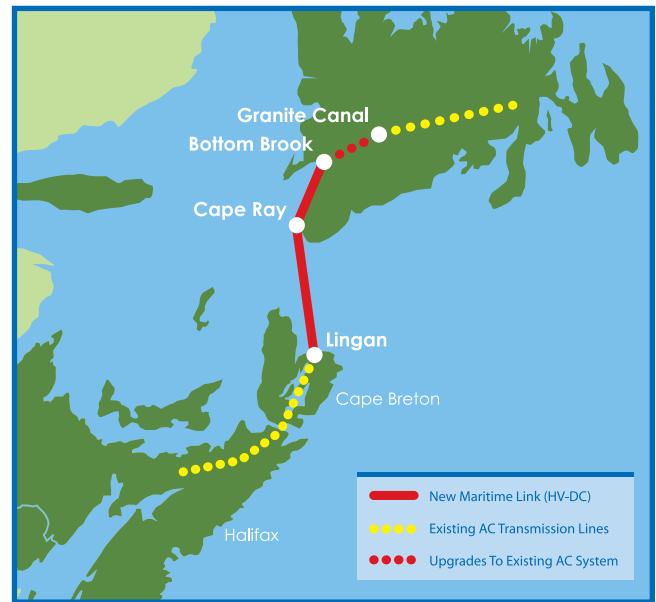 Granite Canal
Bottom Brook
Cape Ray
Lingan
Cape Breton
Halifax
New Maritime Link (HV-DC)
Existing AC Transmission Lines
Upgrades To Existing AC System